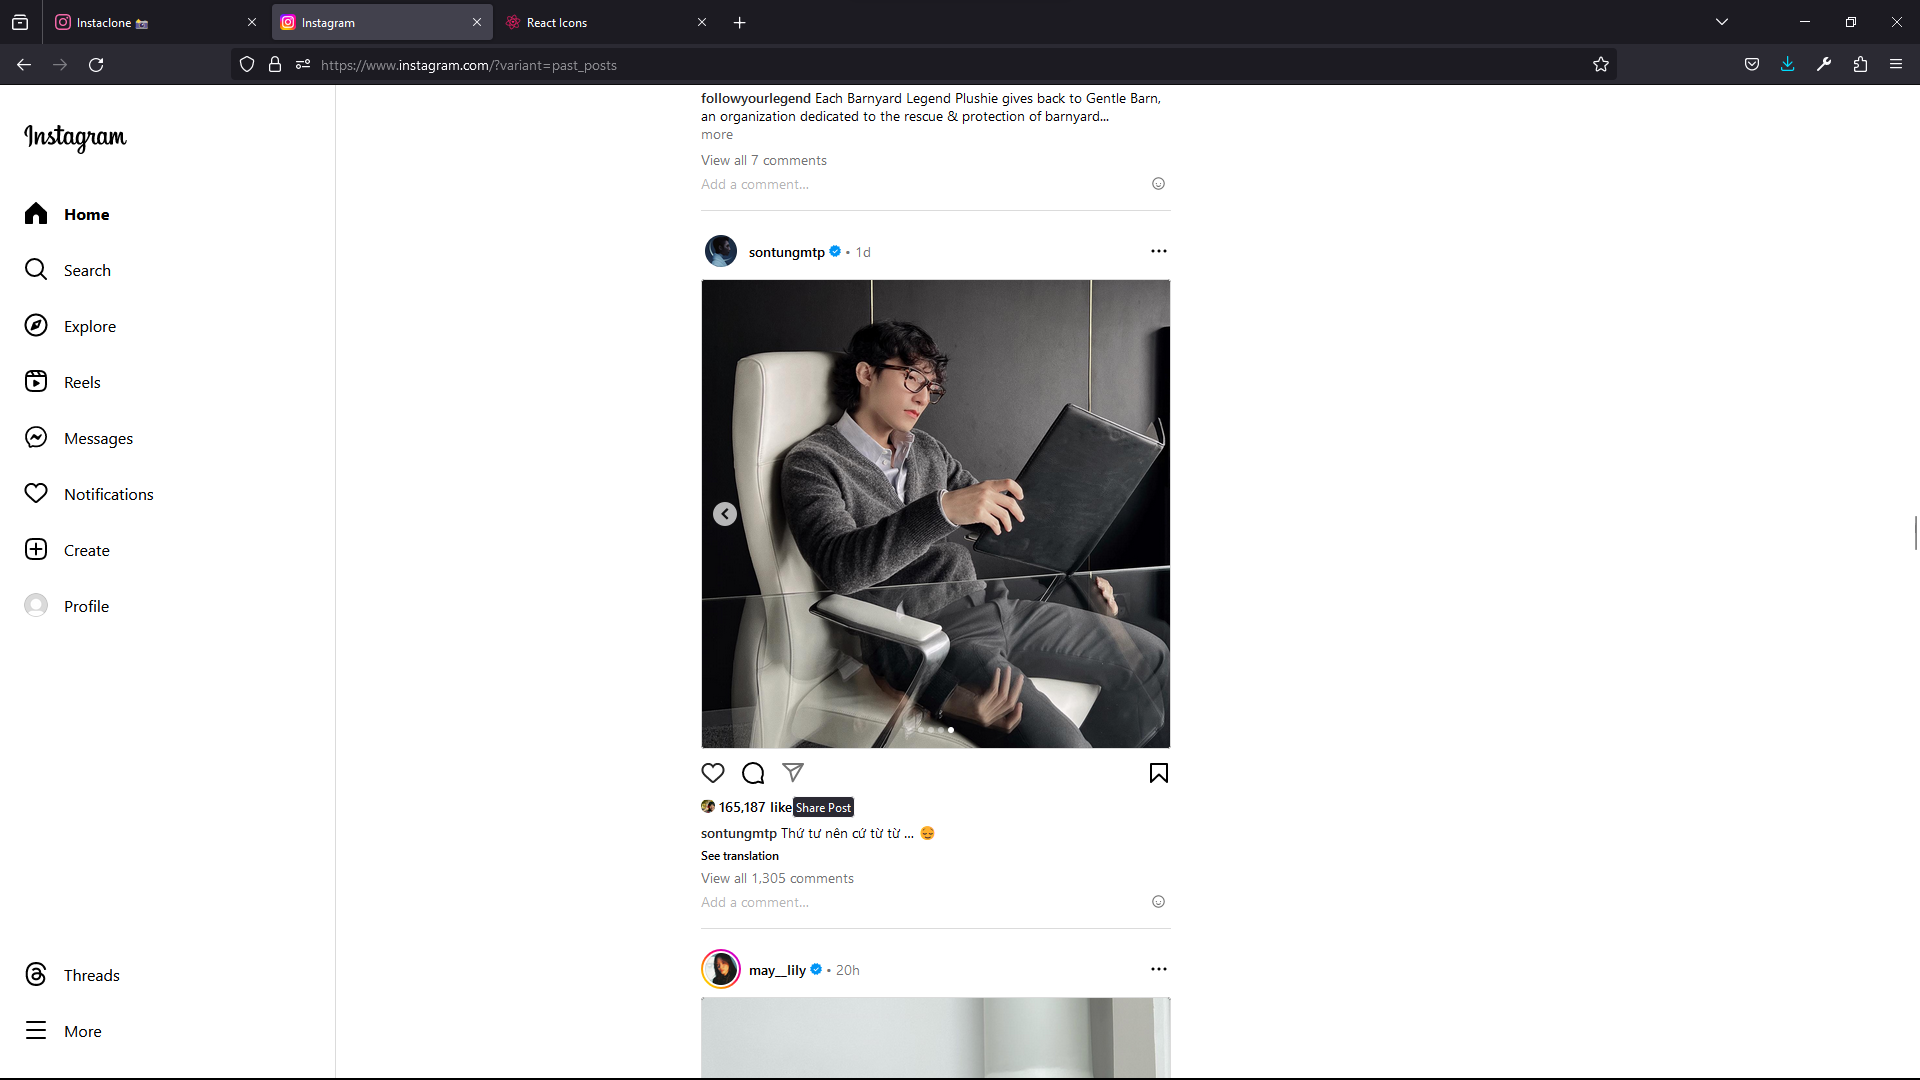 Instaclone 📸
Instagram
React Icons
https://www.instagram.com/?variant=past_posts
Instagram
Home
Search
Explore
Reels
Messages
Notifications
Create
Profile
Threads
More
followyourlegend Each Barnyard Legend Plushie gives back to Gentle Barn,
an organization dedicated to the rescue & protection of barnyard...
more
View all 7 comments
Add a comment...
sontungmtp • 1d
165,187 like
Share Post
sontungmtp Thứ tư nên cứ từ từ ... 😌
See translation
View all 1,305 comments
Add a comment...
may__lily • 20h